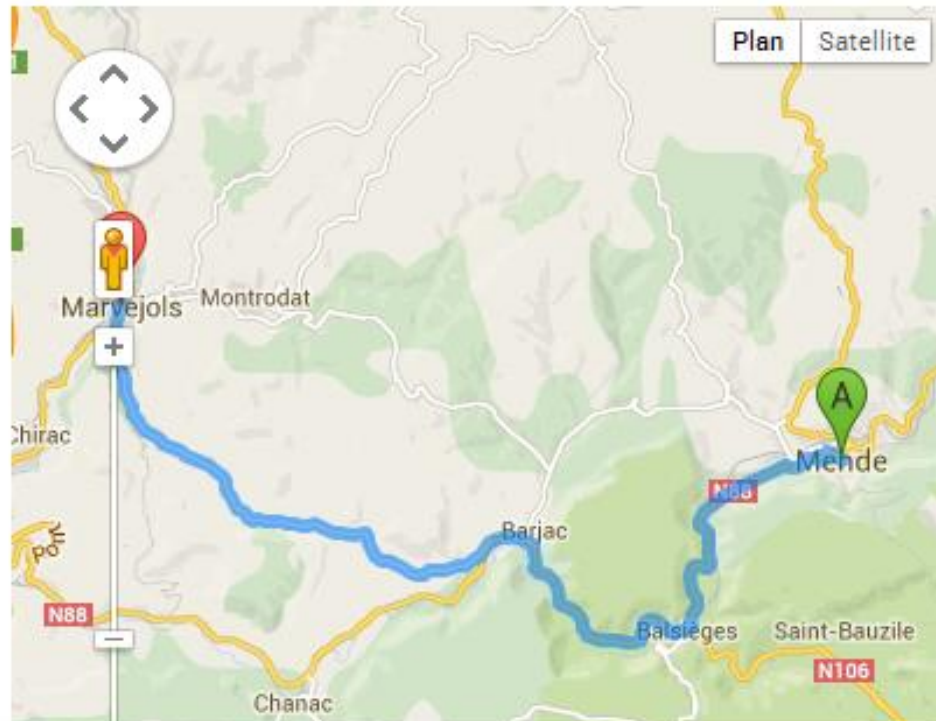 Plan
Satellite
A
Marvejols
Montrodat
Chirac
Mende
N88
Barjac
N88
Balsièges
Saint-Bauzile
N106
Chanac